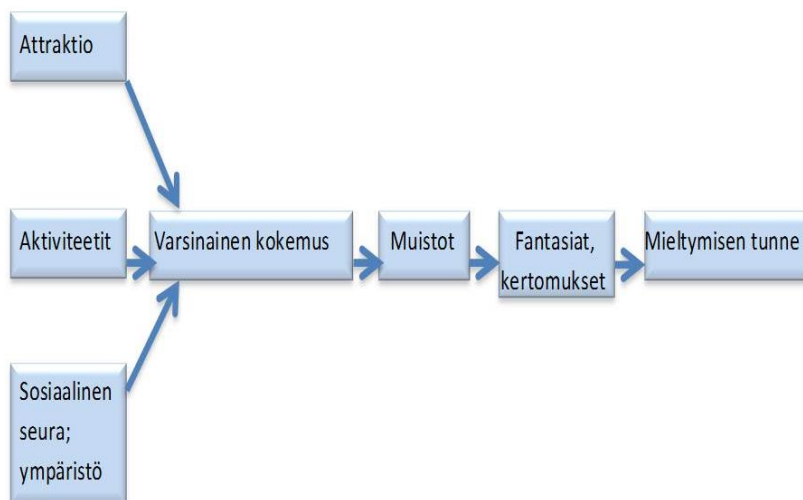 Attraktio
Aktiviteetit
Varsinainen kokemus
Muistot
Fantasiat,
kertomukset
Mieltymisen tunne
Sosiaalinen
seura;
ympäristö